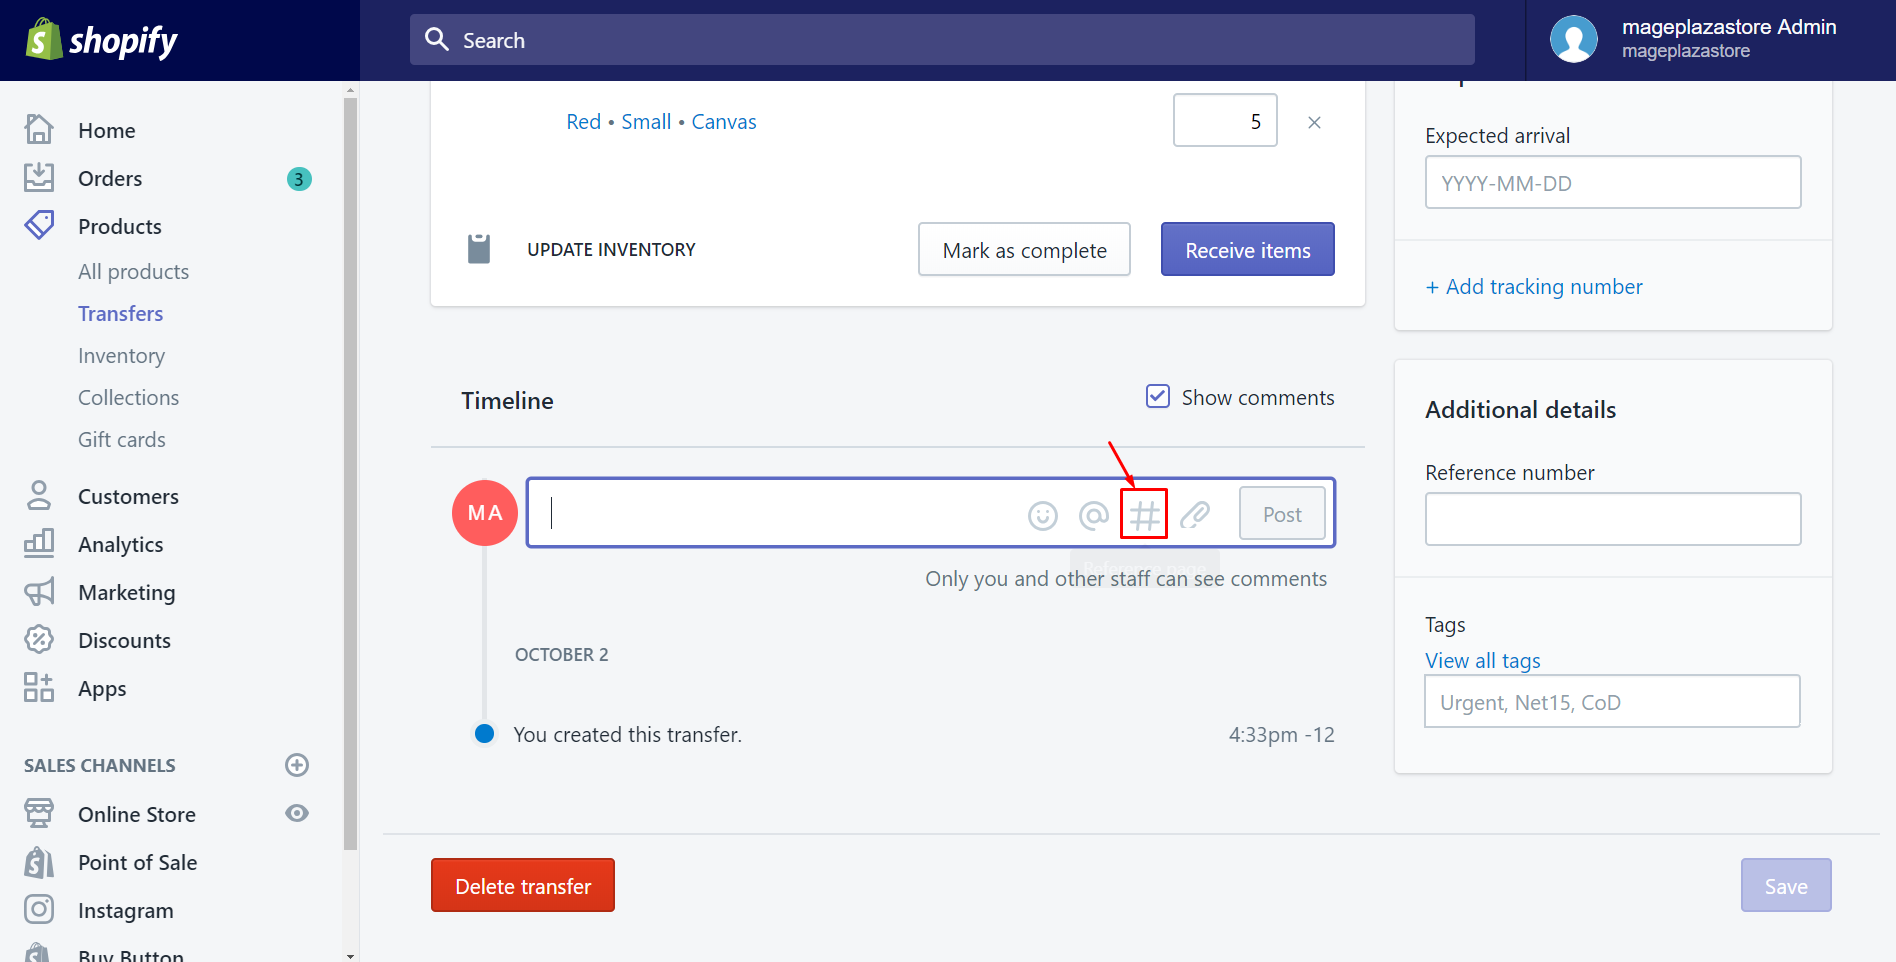 shopify
Search
mageplazastore Admin
mageplazastore
Home
Orders
3
Products
All products
Transfers
Inventory
Collections
Gift cards
Customers
Analytics
Marketing
Discounts
Apps
SALES CHANNELS
Online Store
Point of Sale
Instagram
Buy Button
Red • Small • Canvas
5
UPDATE INVENTORY
Mark as complete
Receive items
Timeline
Show comments
MA
Post
Reference page
Only you and other staff can see comments
OCTOBER 2
You created this transfer.
4:33pm -12
Delete transfer
Expected arrival
YYYY-MM-DD
+ Add tracking number
Additional details
Reference number
Tags
View all tags
Urgent, Net15, CoD
Save